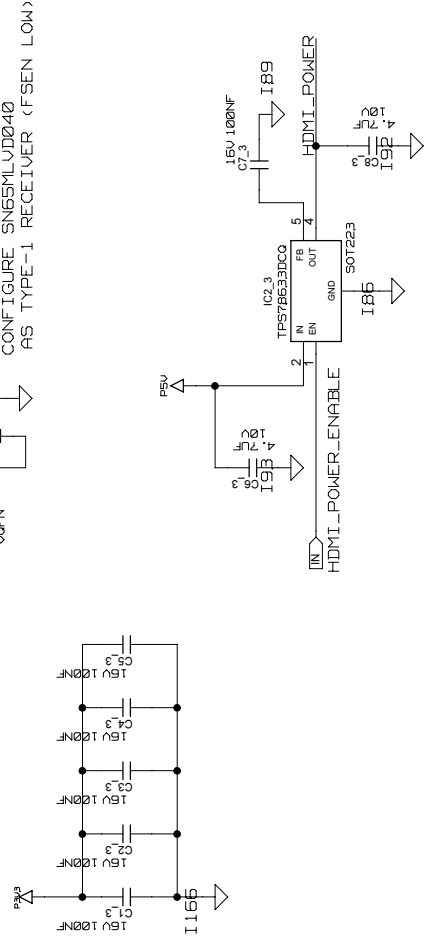 CONFIGURE SN65MLVD040
AS TYPE-1 RECEIVER (FSEN LOW)
VQFN
P5V
C6_3
4.7UF
10V
I93
IN
HDMI_POWER_ENABLE
IC2_3
TPS78633DCQ
2
IN
1
EN
FB
5
OUT
4
GND
SOT223
I86
16V 100NF
C7_3
I89
HDMI_POWER
4.7UF
10V
C8_3
I92
P3V3
16V 100NF
C1_3
16V 100NF
C2_3
16V 100NF
C3_3
16V 100NF
C4_3
16V 100NF
C5_3
I166